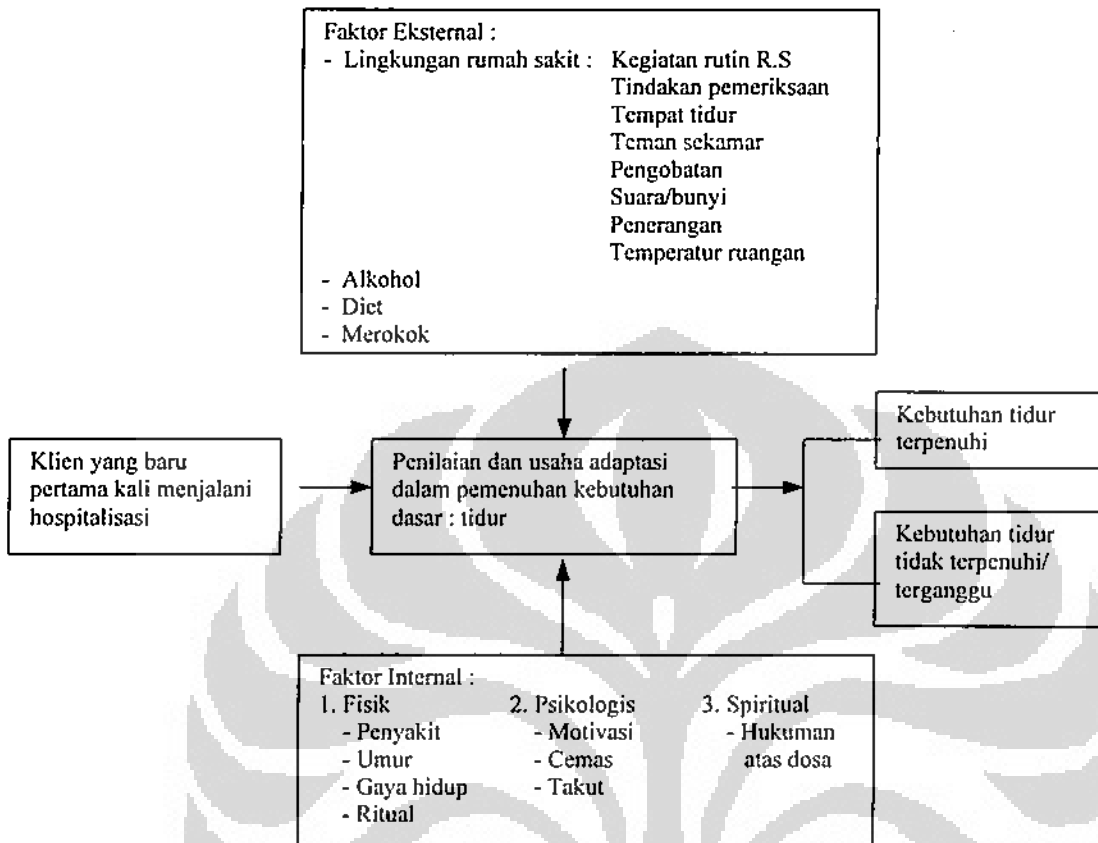 Faktor Eksternal :
- Lingkungan rumah sakit : Kegiatan rutin R.S
Tindakan pemeriksaan
Tempat tidur
Teman sekamar
Pengobatan
Suara/bunyi
Penerangan
Temperatur ruangan
- Alkohol
- Diet
- Merokok
Klien yang baru
pertama kali menjalani
hospitalisasi
Penilaian dan usaha adaptasi
dalam pemenuhan kebutuhan
dasar : tidur
Kebutuhan tidur
terpenuhi
Kebutuhan tidur
tidak terpenuhi/
terganggu
Faktor Internal :
1. Fisik 2. Psikologis 3. Spiritual
- Penyakit - Motivasi - Hukuman
- Umur - Cemas atas dosa
- Gaya hidup - Takut
- Ritual